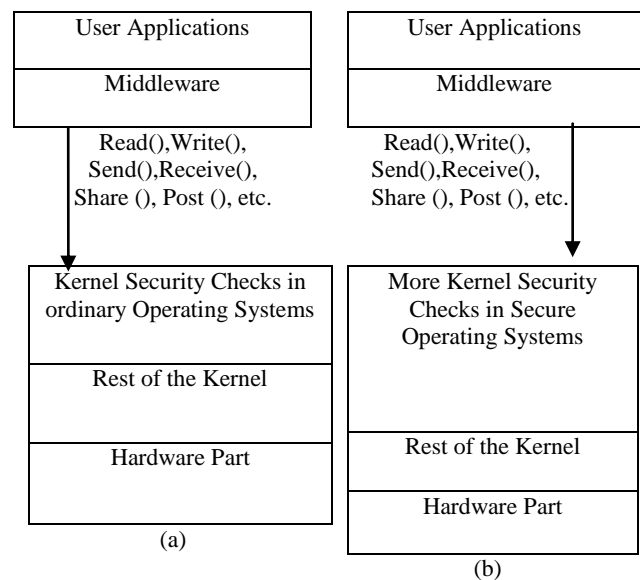 User Applications
Middleware
Read(),Write(),
Send(),Receive(),
Share (), Post (), etc.
Kernel Security Checks in
ordinary Operating Systems
Rest of the Kernel
Hardware Part
(a)
User Applications
Middleware
Read(),Write(),
Send(),Receive(),
Share (), Post (), etc.
More Kernel Security
Checks in Secure
Operating Systems
Rest of the Kernel
Hardware Part
(b)